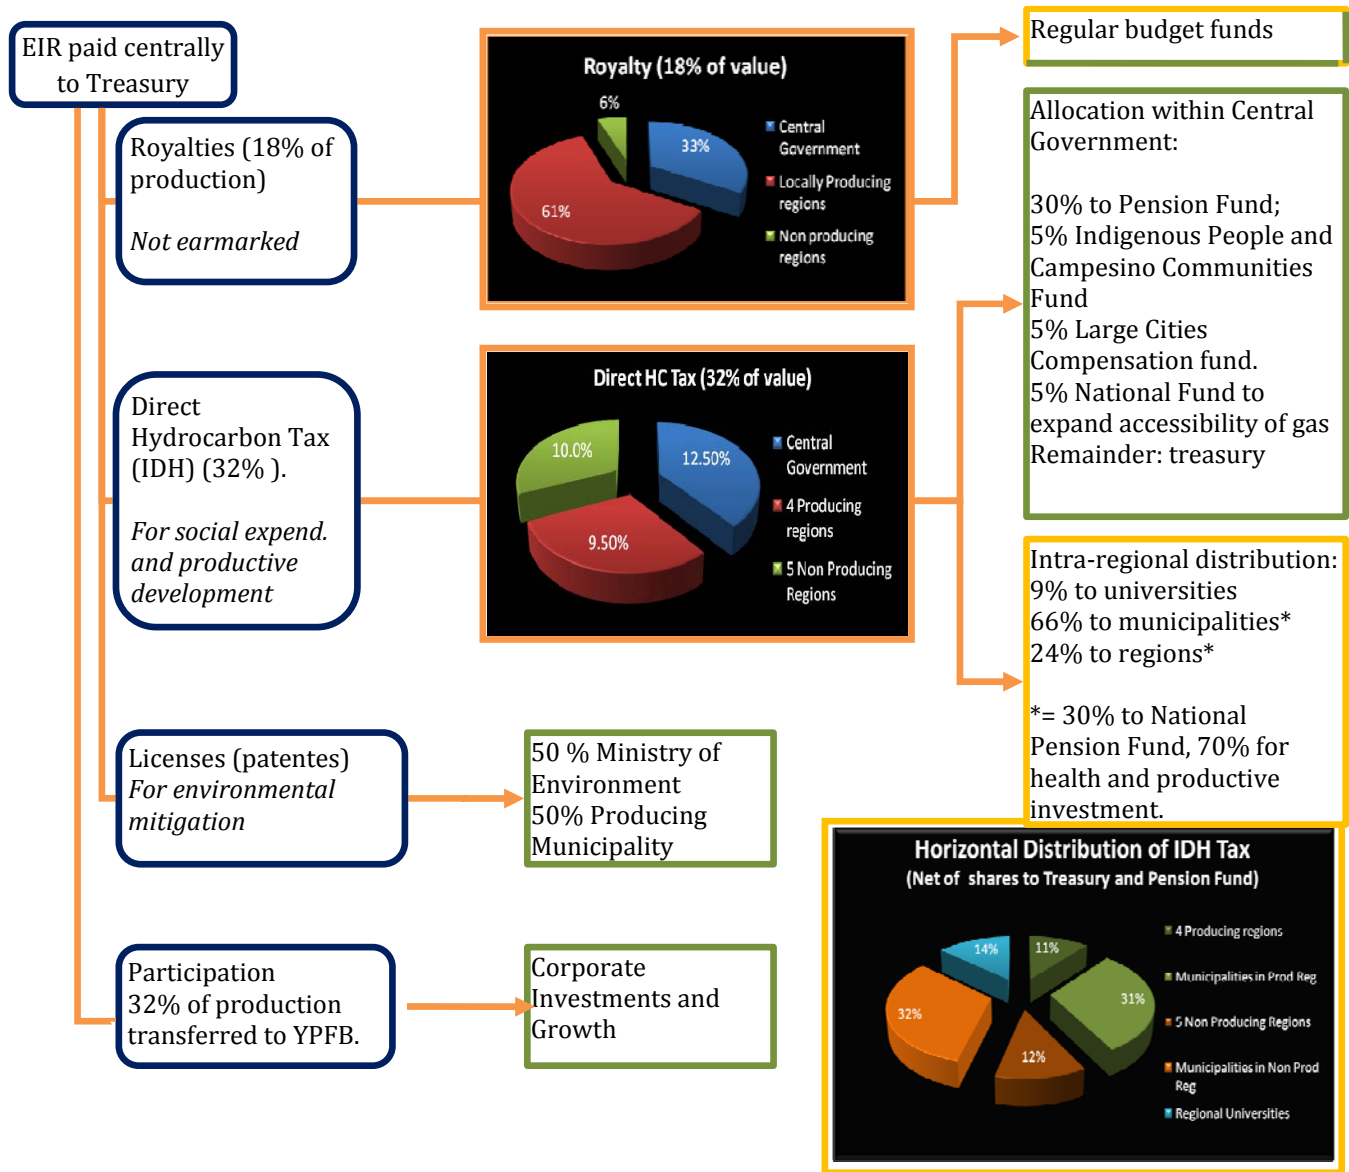 EIR paid centrally
to Treasury
Royalties (18% of
production)
Not earmarked
Royalty (18% of value)
6%
33%
61%
Central
Government
Locally Producing
regions
Non producing
regions
Regular budget funds
Allocation within Central
Government:
30% to Pension Fund;
5% Indigenous People and
Campesino Communities
Fund
5% Large Cities
Compensation fund.
5% National Fund to
expand accessibility of gas
Remainder: treasury
Direct
Hydrocarbon Tax
(IDH) (32% ).
For social expend.
and productive
development
Direct HC Tax (32% of value)
10.0%
12.50%
9.50%
Central
Government
4 Producing
regions
5 Non Producing
Regions
Intra-regional distribution:
9% to universities
66% to municipalities*
24% to regions*
*= 30% to National
Pension Fund, 70% for
health and productive
investment.
Licenses (patentes)
For environmental
mitigation
50 % Ministry of
Environment
50% Producing
Municipality
Participation
32% of production
transferred to YPFB.
Corporate
Investments and
Growth
Horizontal Distribution of IDH Tax
(Net of shares to Treasury and Pension Fund)
14%
11%
31%
32%
12%
4 Producing regions
Municipalities in Prod Reg
5 Non Producing Regions
Municipalities in Non Prod
Reg
Regional Universities